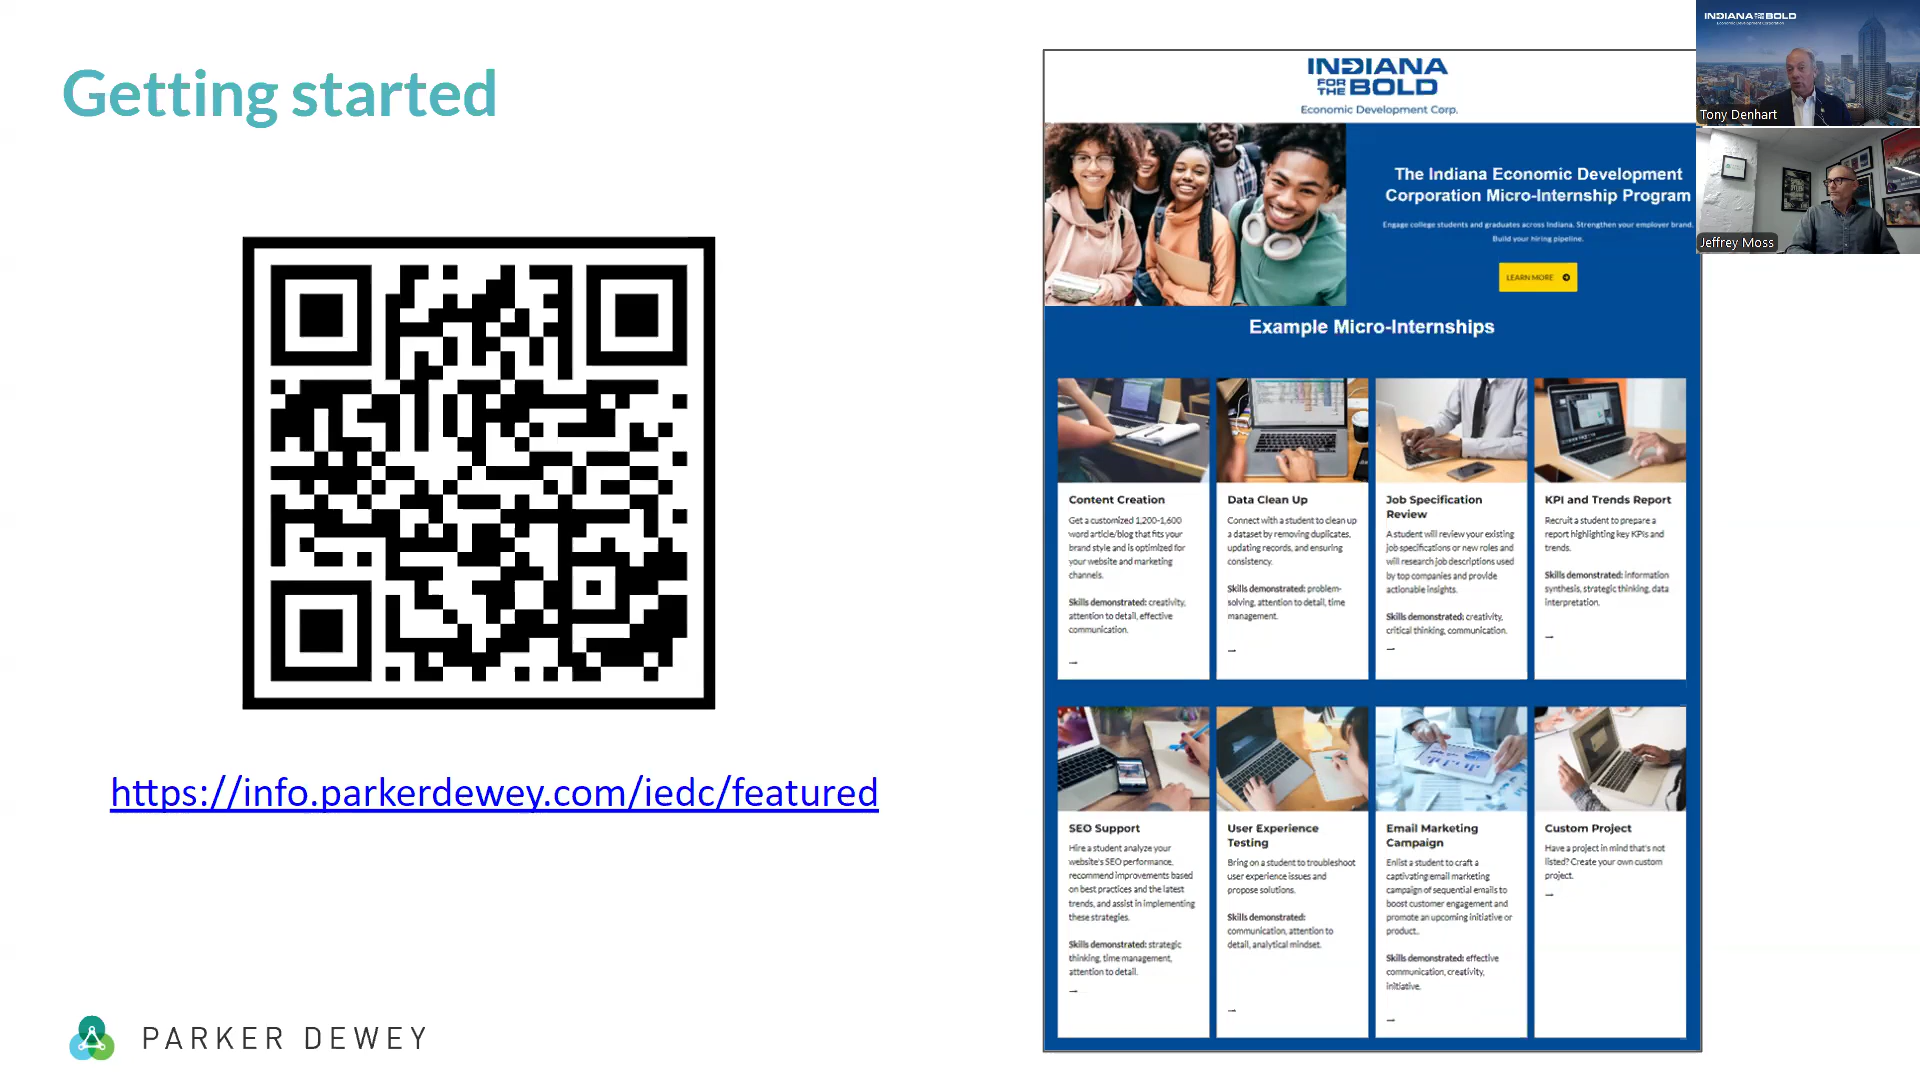 Getting started
https://info.parkerdewey.com/iedc/featured
PARKER DEWEY
INDIANA
FOR THE BOLD
Economic Development Corp.
The Indiana Economic Development
Corporation Micro-Internship Program
Engage college students and graduates across Indiana. Strengthen your employer brand.
Build your hiring pipeline.
LEARN MORE
Example Micro-Internships
Content Creation
Get a customized 1,200-1,600
word article/blog that fits your
brand style and is optimized for
your website and marketing
channels.
Skills demonstrated: creativity,
attention to detail, effective
communication.
Data Clean Up
Connect with a student to clean up
a dataset by removing duplicates,
updating records, and ensuring
consistency.
Skills demonstrated: problem-
solving, attention to detail, time
management.
Job Specification
Review
A student will review your existing
job specifications or new roles and
will research job descriptions used
by top companies and provide
actionable insights.
Skills demonstrated: creativity,
critical thinking, communication.
KPI and Trends Report
Recruit a student to prepare a
report highlighting key KPIs and
trends.
Skills demonstrated: information
synthesis, strategic thinking, data
interpretation.
SEO Support
Hire a student analyze your
website's SEO performance,
recommend improvements based
on best practices and the latest
trends, and assist in implementing
these strategies.
Skills demonstrated: strategic
thinking, time management,
attention to detail.
User Experience
Testing
Bring on a student to troubleshoot
user experience issues and
propose solutions.
Skills demonstrated:
communication, attention to
detail, analytical mindset.
Email Marketing
Campaign
Enlist a student to craft a
captivating email marketing
campaign of sequential emails to
boost customer engagement and
promote an upcoming initiative or
product.
Skills demonstrated: effective
communication, creativity,
initiative.
Custom Project
Have a project in mind that's not
listed? Create your own custom
project.
INDIANA FOR THE BOLD
Economic Development Corporation
Tony Denhart
Jeffrey Moss